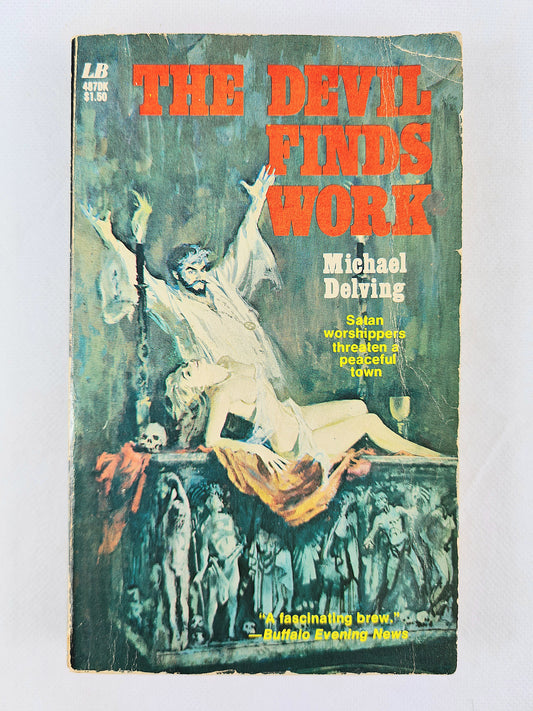 LB
487DK
$1.50
THE DEVIL
FINDS
WORK
Michael
Delving
Satan
worshippers
threaten a
peaceful
town
"A fascinating brew,"
—Buffalo Evening News